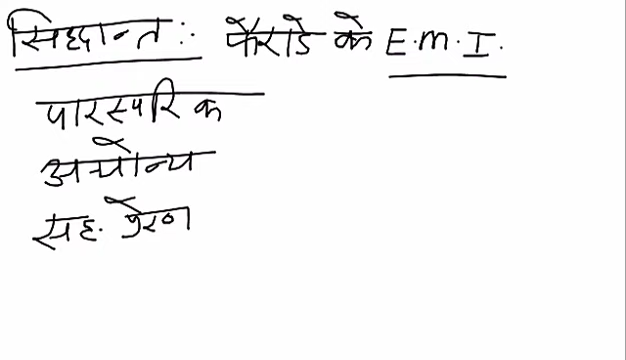 सिद्धान्त :- फैराडे के E.M.I.
पारस्परिक
अन्योन्य
सह. प्रेरण